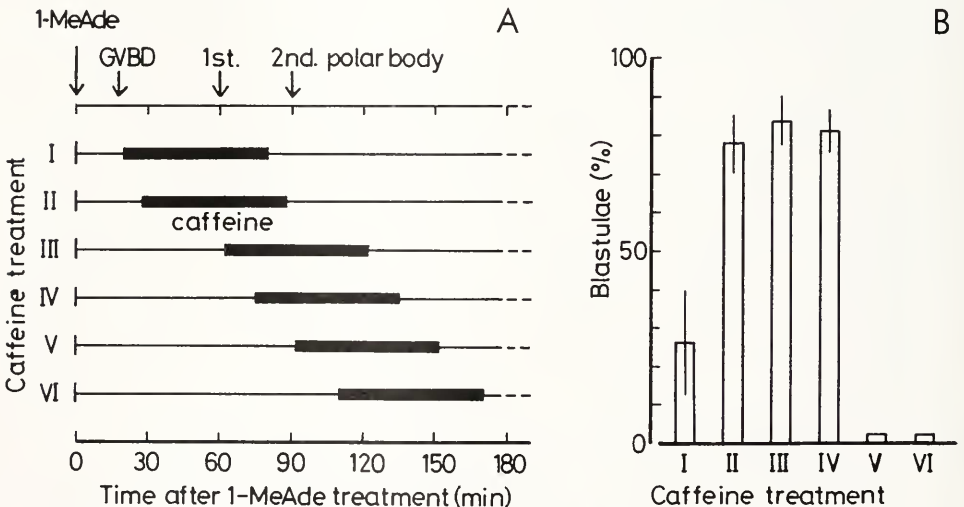 1-MeAde
A
GVBD 1st. 2nd. polar body
Caffeine treatment
I
II
caffeine
III
IV
V
VI
0 30 60 90 120 150 180
Time after 1-MeAde treatment (min)
B
Blastulae (%)
100
50
0
I II III IV V VI
Caffeine treatment